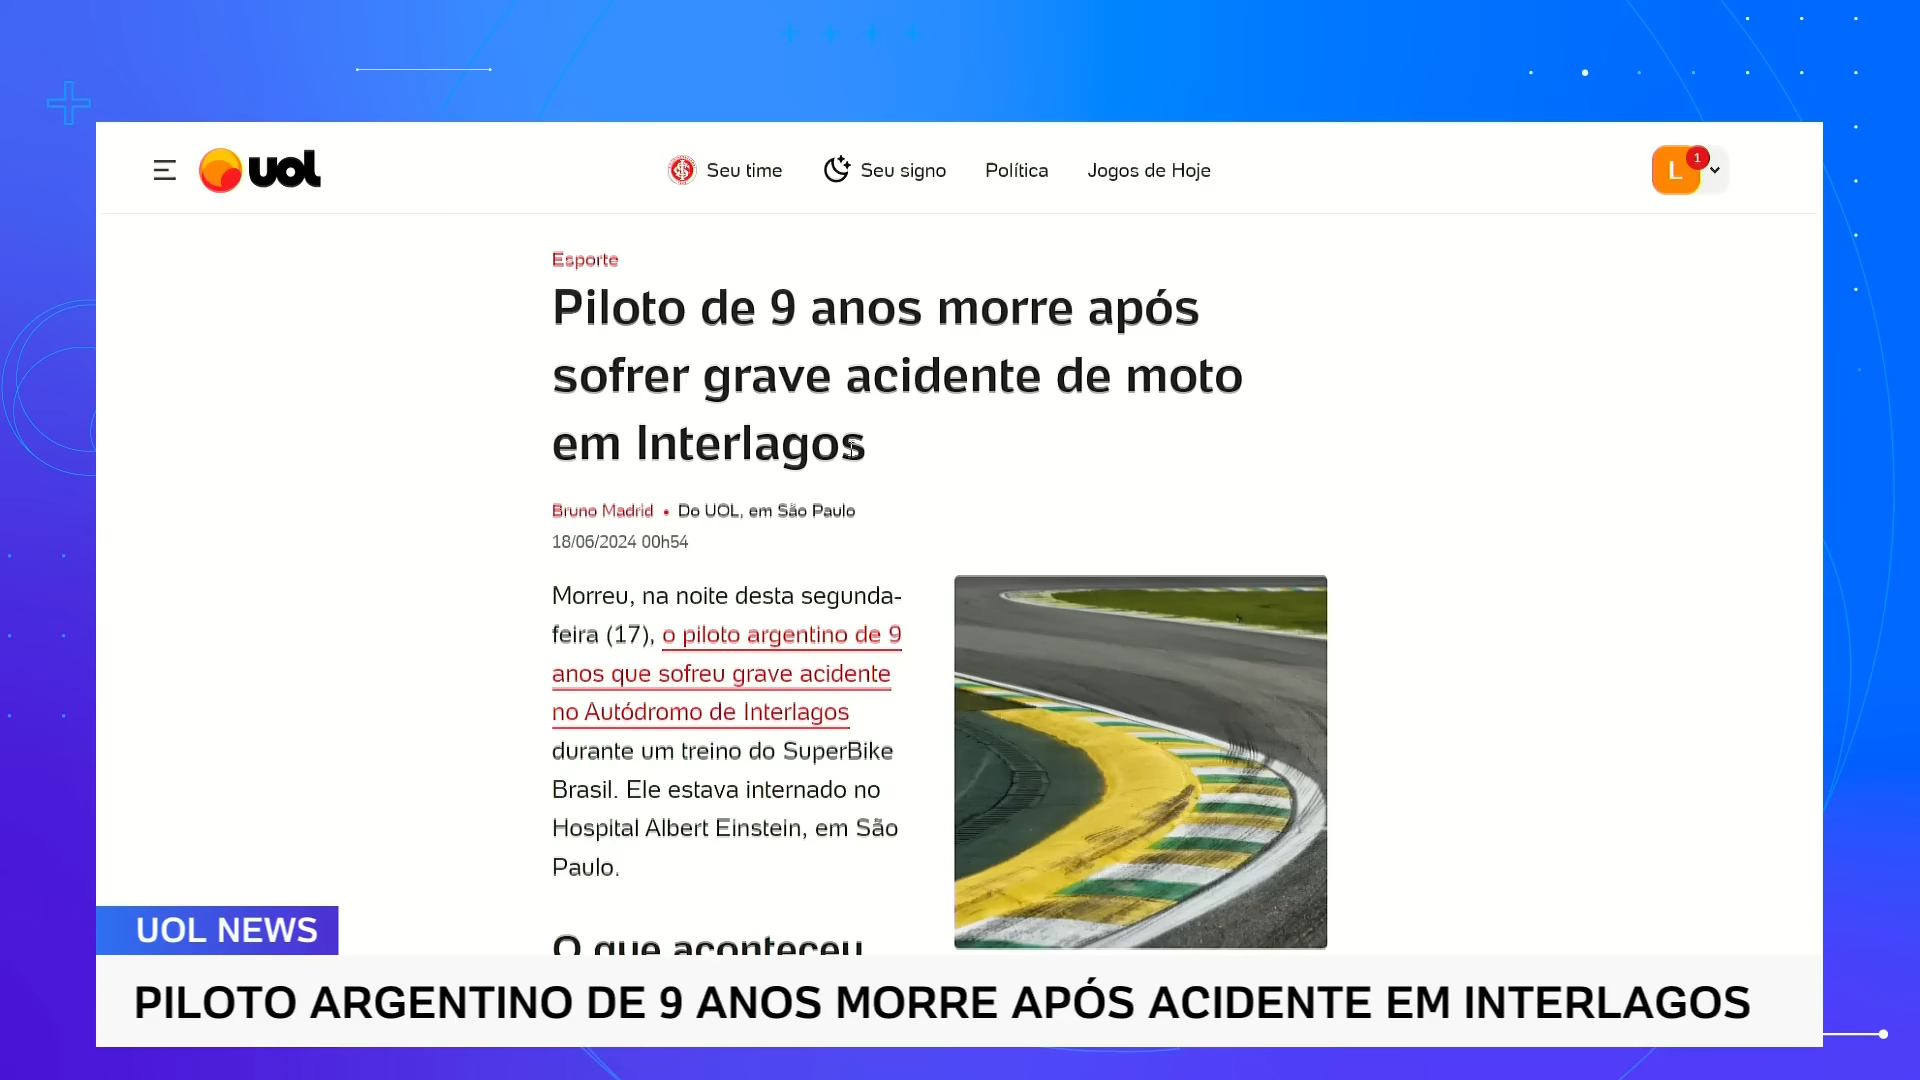 uol
Seu time
Seu signo
Política
Jogos de Hoje
L
1
Esporte
Piloto de 9 anos morre após
sofrer grave acidente de moto
em Interlagos
Bruno Madrid • Do UOL, em São Paulo
18/06/2024 00h54
Morreu, na noite desta segunda-
feira (17), o piloto argentino de 9
anos que sofreu grave acidente
no Autódromo de Interlagos
durante um treino do SuperBike
Brasil. Ele estava internado no
Hospital Albert Einstein, em São
Paulo.
O que aconteceu
UOL NEWS
PILOTO ARGENTINO DE 9 ANOS MORRE APÓS ACIDENTE EM INTERLAGOS